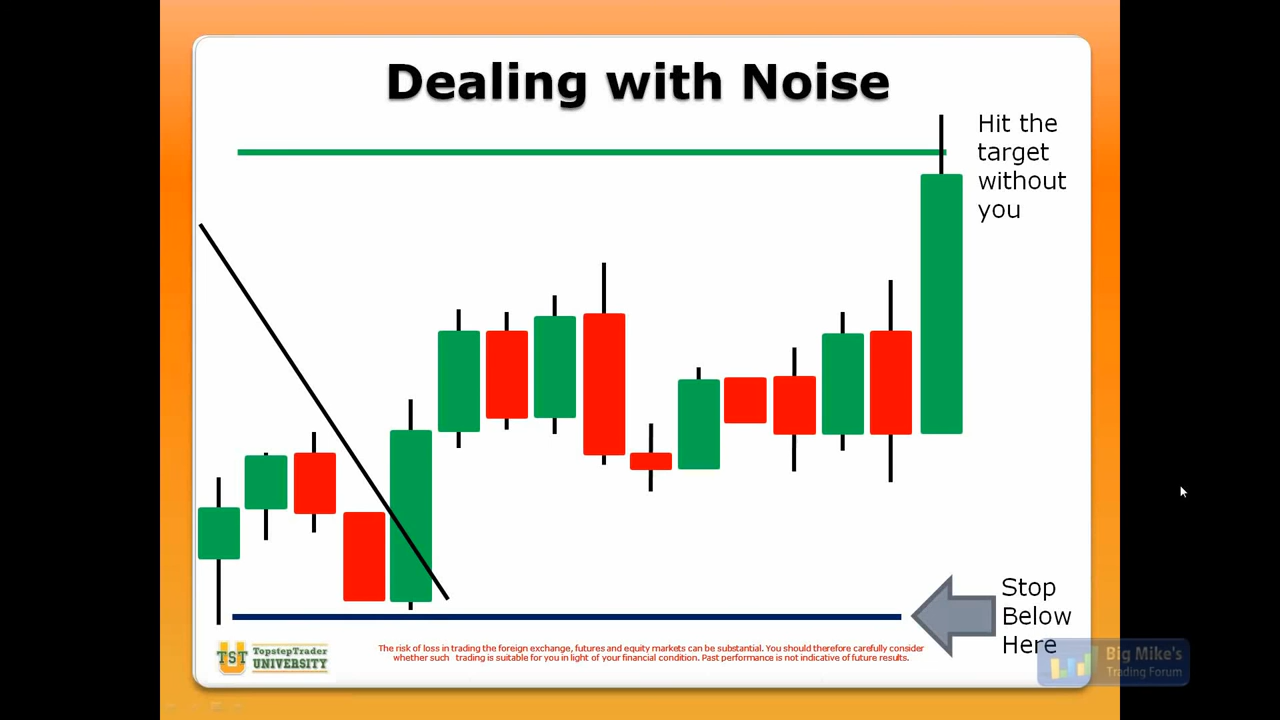 Dealing with Noise
Hit the
target
without
you
Stop
Below
Here
TST
TopstepTrader
UNIVERSITY
The risk of loss in trading the foreign exchange, futures and equity markets can be substantial. You should therefore carefully consider
whether such trading is suitable for you in light of your financial condition. Past performance is not indicative of future results.
Big Mike's
Trading Forum